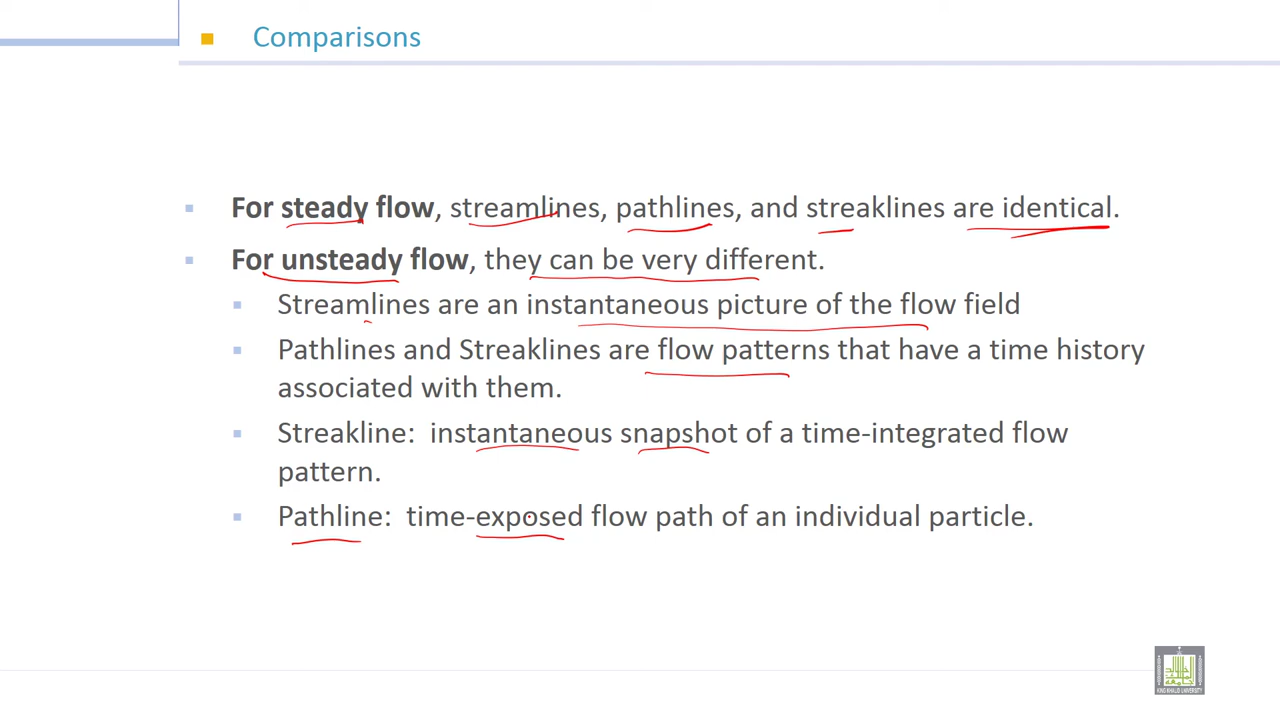 Comparisons
For steady flow, streamlines, pathlines, and streaklines are identical.
For unsteady flow, they can be very different.
Streamlines are an instantaneous picture of the flow field
Pathlines and Streaklines are flow patterns that have a time history
associated with them.
Streakline: instantaneous snapshot of a time-integrated flow
pattern.
Pathline: time-exposed flow path of an individual particle.
KING KHALID UNIVERSITY